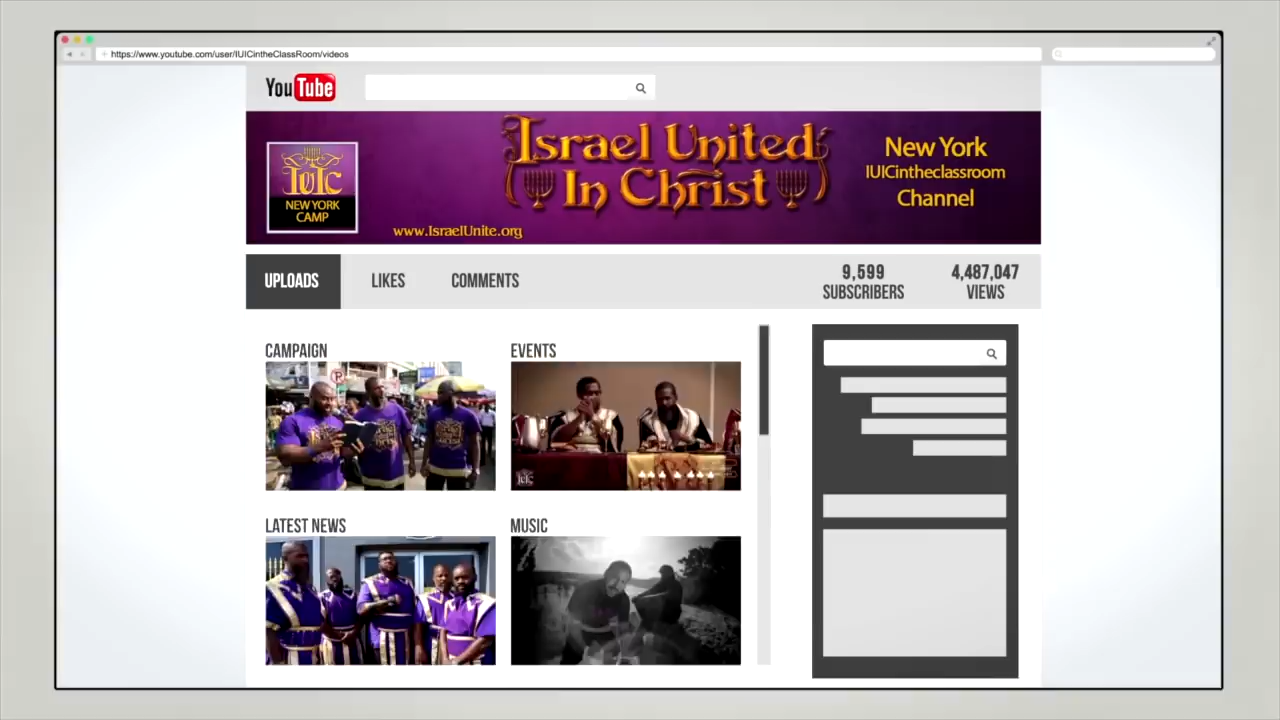 https://www.youtube.com/user/IUICintheClassRoom/videos
YouTube
Israel United
In Christ
New York
IUICintheclassroom
Channel
IUIC
NEW YORK
CAMP
www.IsraelUnite.org
UPLOADS
LIKES
COMMENTS
9,599
SUBSCRIBERS
4,487,047
VIEWS
CAMPAIGN
EVENTS
IUIC
LATEST NEWS
MUSIC